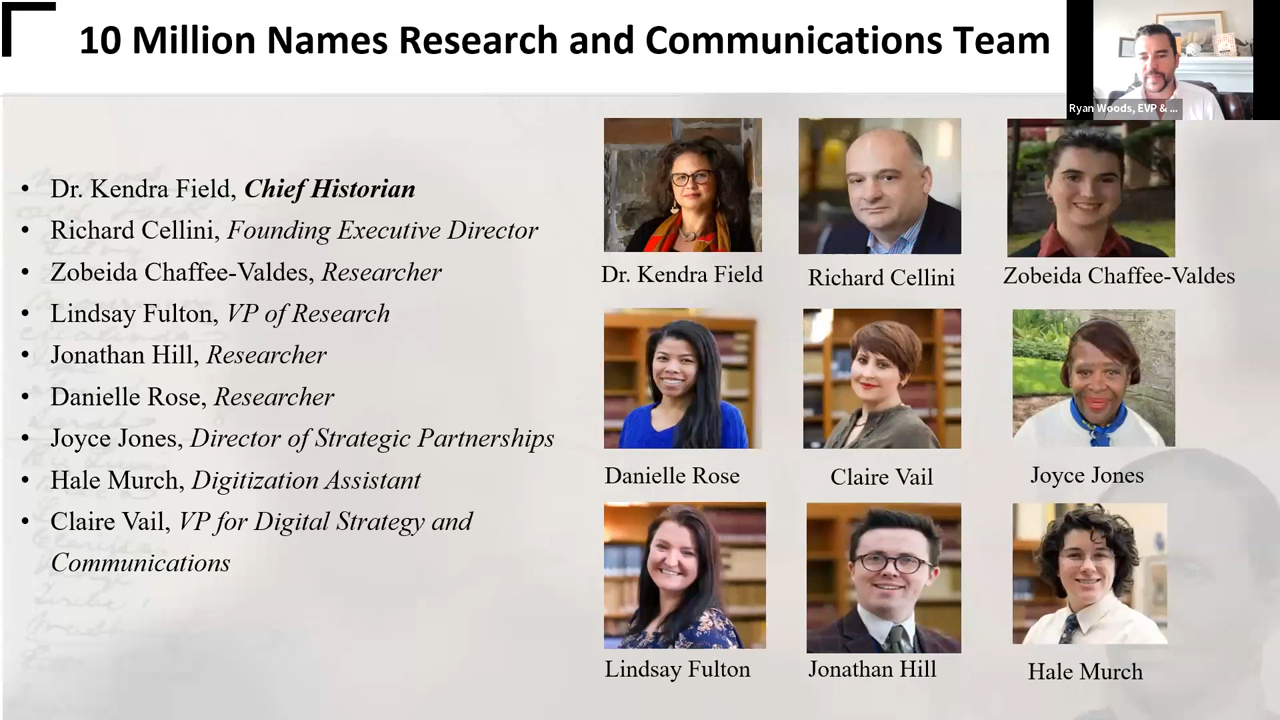 10 Million Names Research and Communications Team
Ryan Woods, EVP & ...
• Dr. Kendra Field, Chief Historian
• Richard Cellini, Founding Executive Director
• Zobeida Chaffee-Valdes, Researcher
• Lindsay Fulton, VP of Research
• Jonathan Hill, Researcher
• Danielle Rose, Researcher
• Joyce Jones, Director of Strategic Partnerships
• Hale Murch, Digitization Assistant
• Claire Vail, VP for Digital Strategy and
Communications
Dr. Kendra Field
Richard Cellini
Zobeida Chaffee-Valdes
Danielle Rose
Claire Vail
Joyce Jones
Lindsay Fulton
Jonathan Hill
Hale Murch